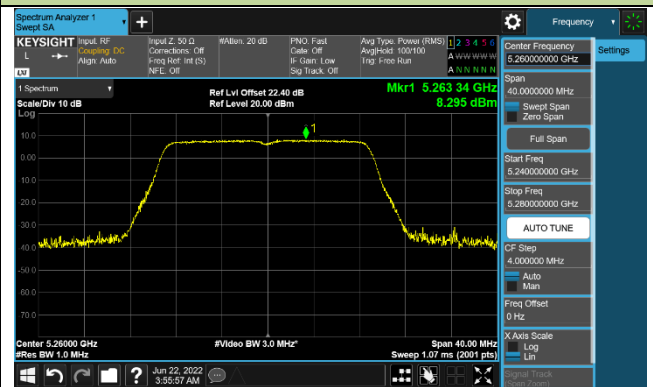 Spectrum Analyzer 1
Swept SA
+
Frequency
KEYSIGHT
L
LXI
Input: RF
Coupling: DC
Align: Auto
Input Z: 50 Ω
Corrections: Off
Freq Ref: Int (S)
NFE: Off
#Atten: 20 dB
PNO: Fast
Gate: Off
IF Gain: Low
Sig Track: Off
Avg Type: Power (RMS)
Avg|Hold: 100/100
Trig: Free Run
1 2 3 4 5 6
A W W W W W
A N N N N N
Center Frequency
5.260000000 GHz
Settings
Span
40.0000000 MHz
Swept Span
Zero Span
Full Span
Start Freq
5.240000000 GHz
Stop Freq
5.280000000 GHz
AUTO TUNE
CF Step
4.000000 MHz
Auto
Man
Freq Offset
0 Hz
X Axis Scale
Log
Lin
Signal Track
(Span Zoom)
1 Spectrum
Scale/Div 10 dB
Log
Ref Lvl Offset 22.40 dB
Ref Level 20.00 dBm
Mkr1 5.263 34 GHz
8.295 dBm
1
10.0
0.00
-10.0
-20.0
-30.0
-40.0
-50.0
-60.0
-70.0
Center 5.26000 GHz
#Res BW 1.0 MHz
#Video BW 3.0 MHz*
Span 40.00 MHz
Sweep 1.07 ms (2001 pts)
?
Jun 22, 2022
3:55:57 AM